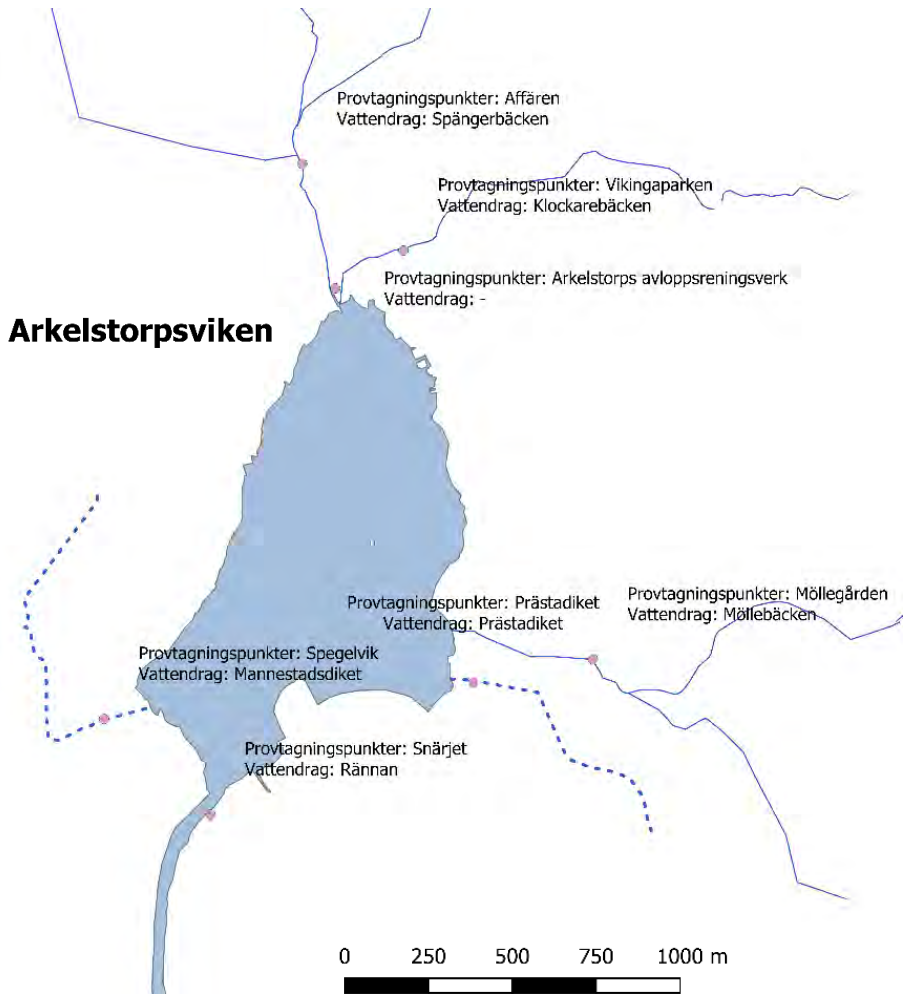 Provtagningspunkter: Affären
Vattendrag: Spängerbäcken
Provtagningspunkter: Vikingaparken
Vattendrag: Klockarebäcken
Provtagningspunkter: Arkelstorps avloppsreningsverk
Vattendrag: -
Arkelstorpsviken
Provtagningspunkter: Möllegården
Vattendrag: Möllebäcken
Provtagningspunkter: Prästadiket
Vattendrag: Prästadiket
Provtagningspunkter: Spegelvik
Vattendrag: Mannestadsdiket
Provtagningspunkter: Snärjet
Vattendrag: Rännan
0 250 500 750 1000 m